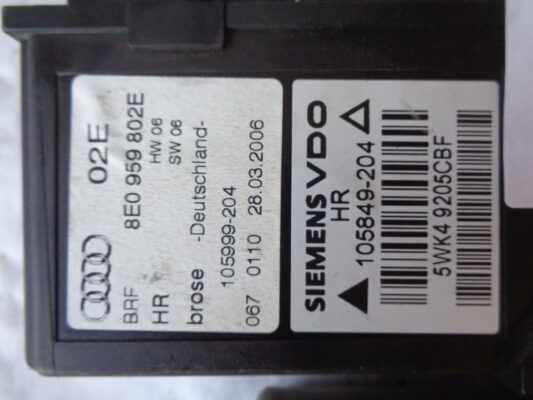 02E
BRF 8E0 959 802E
HR HW 06
SW 06
brose -Deutschland-
105999-204
067 0110 28.03.2006
SIEMENS VDO
HR
105849-204
5WK4 9205CBF